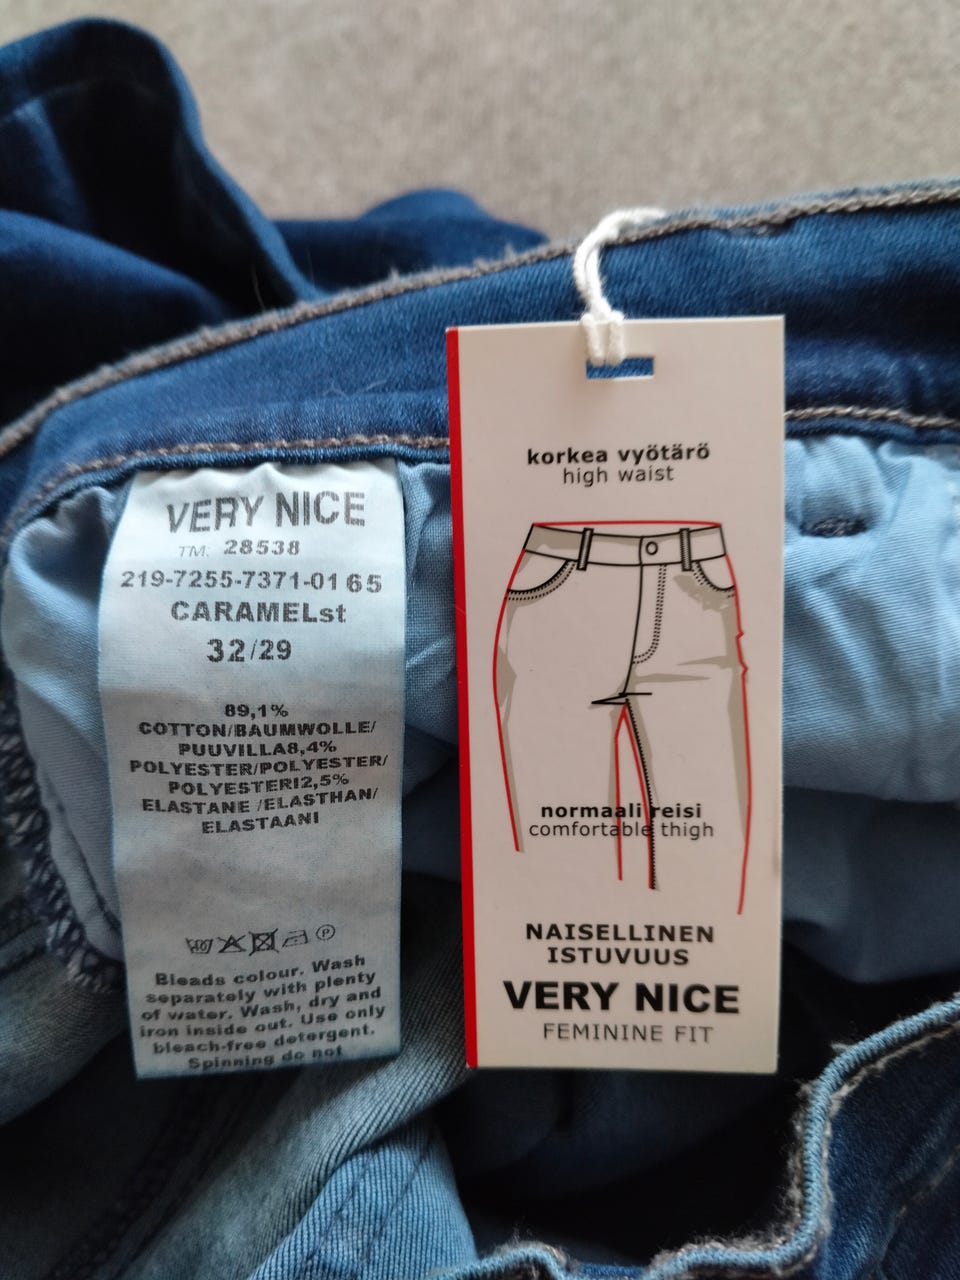 VERY NICE
TM. 28538
219-7255-7371-01 65
CARAMELst
32/29
89,1%
COTTON/BAUMWOLLE/
PUUVILLA8,4%
POLYESTER/POLYESTER/
POLYESTERI2,5%
ELASTANE /ELASTHAN/
ELASTAANI
P
Bleads colour. Wash
separately with plenty
of water. Wash, dry and
iron inside out. Use only
bleach-free detergent.
Spinning do not
korkea vyötärö
high waist
normaali reisi
comfortable thigh
NAISELLINEN
ISTUVUUS
VERY NICE
FEMININE FIT